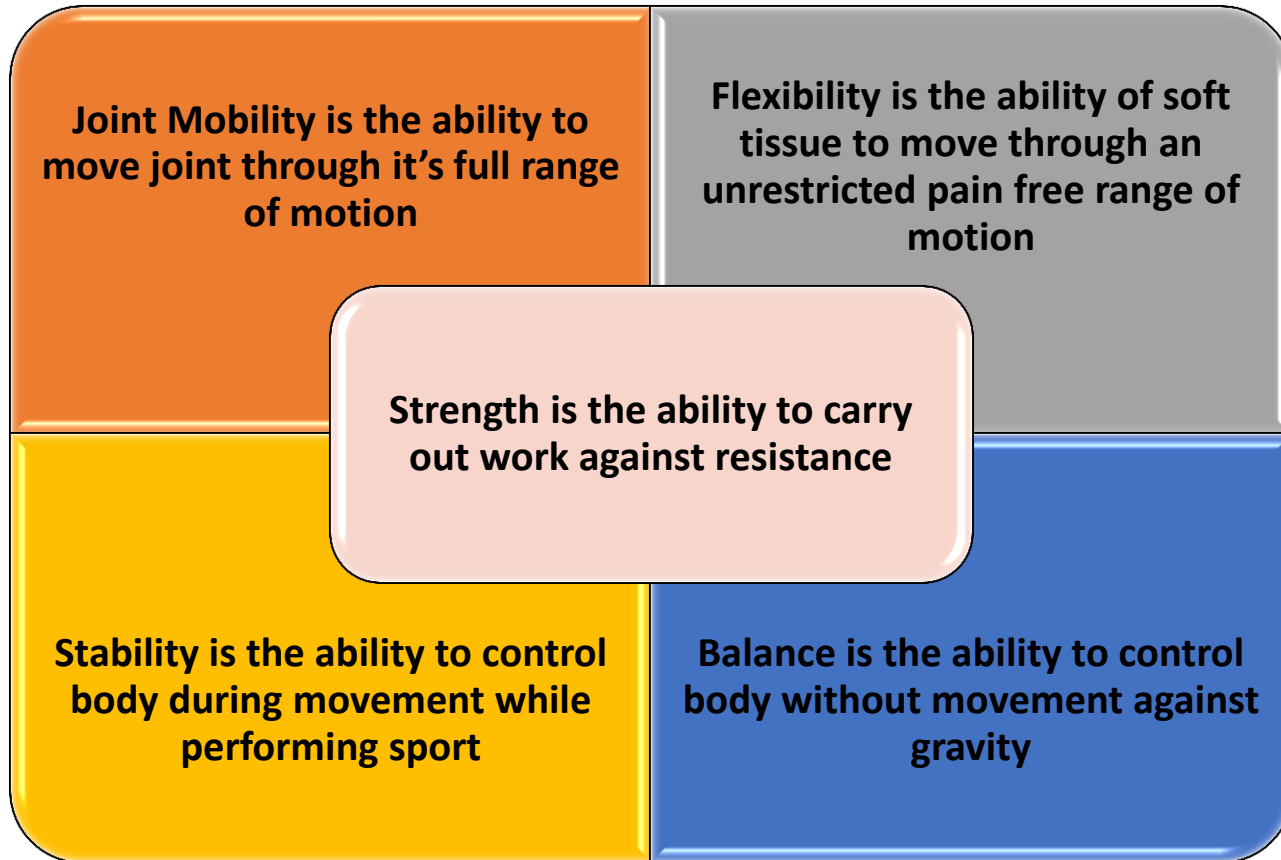 Joint Mobility is the ability to
move joint through it’s full range
of motion
Flexibility is the ability of soft
tissue to move through an
unrestricted pain free range of
motion
Strength is the ability to carry
out work against resistance
Stability is the ability to control
body during movement while
performing sport
Balance is the ability to control
body without movement against
gravity